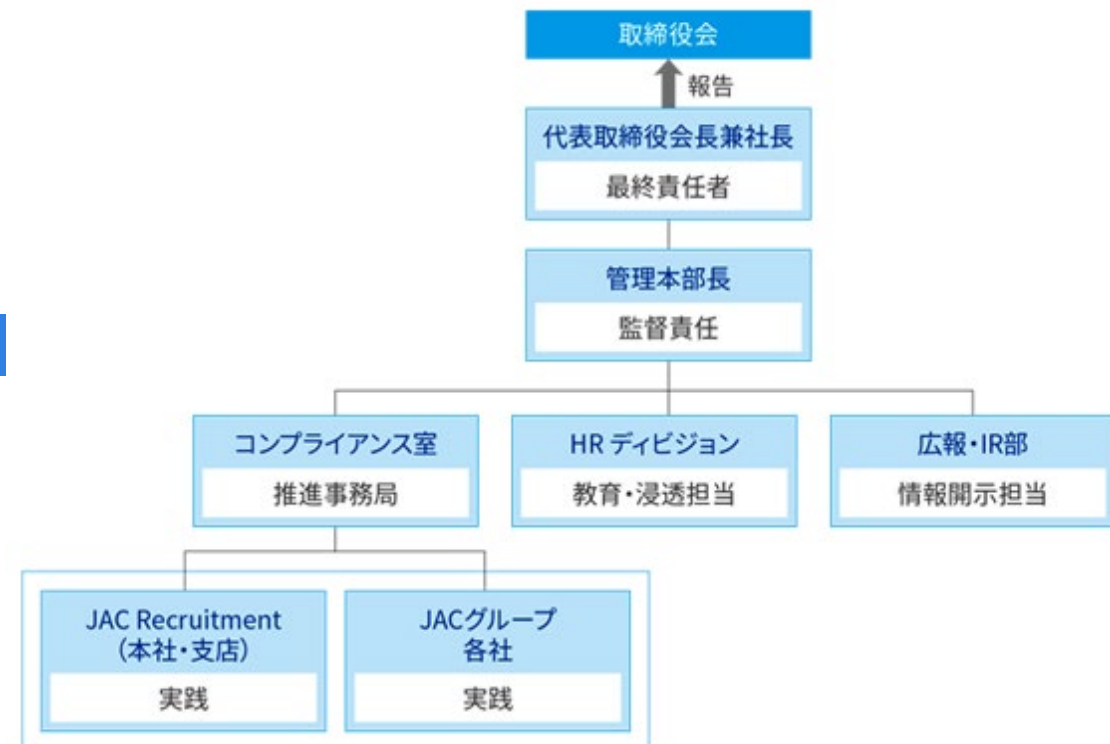 取締役会
報告
代表取締役会長兼社長
最終責任者
管理本部長
監督責任
コンプライアンス室
推進事務局
HR ディビジョン
教育・浸透担当
広報・IR部
情報開示担当
JAC Recruitment
（本社・支店）
実践
JACグループ
各社
実践